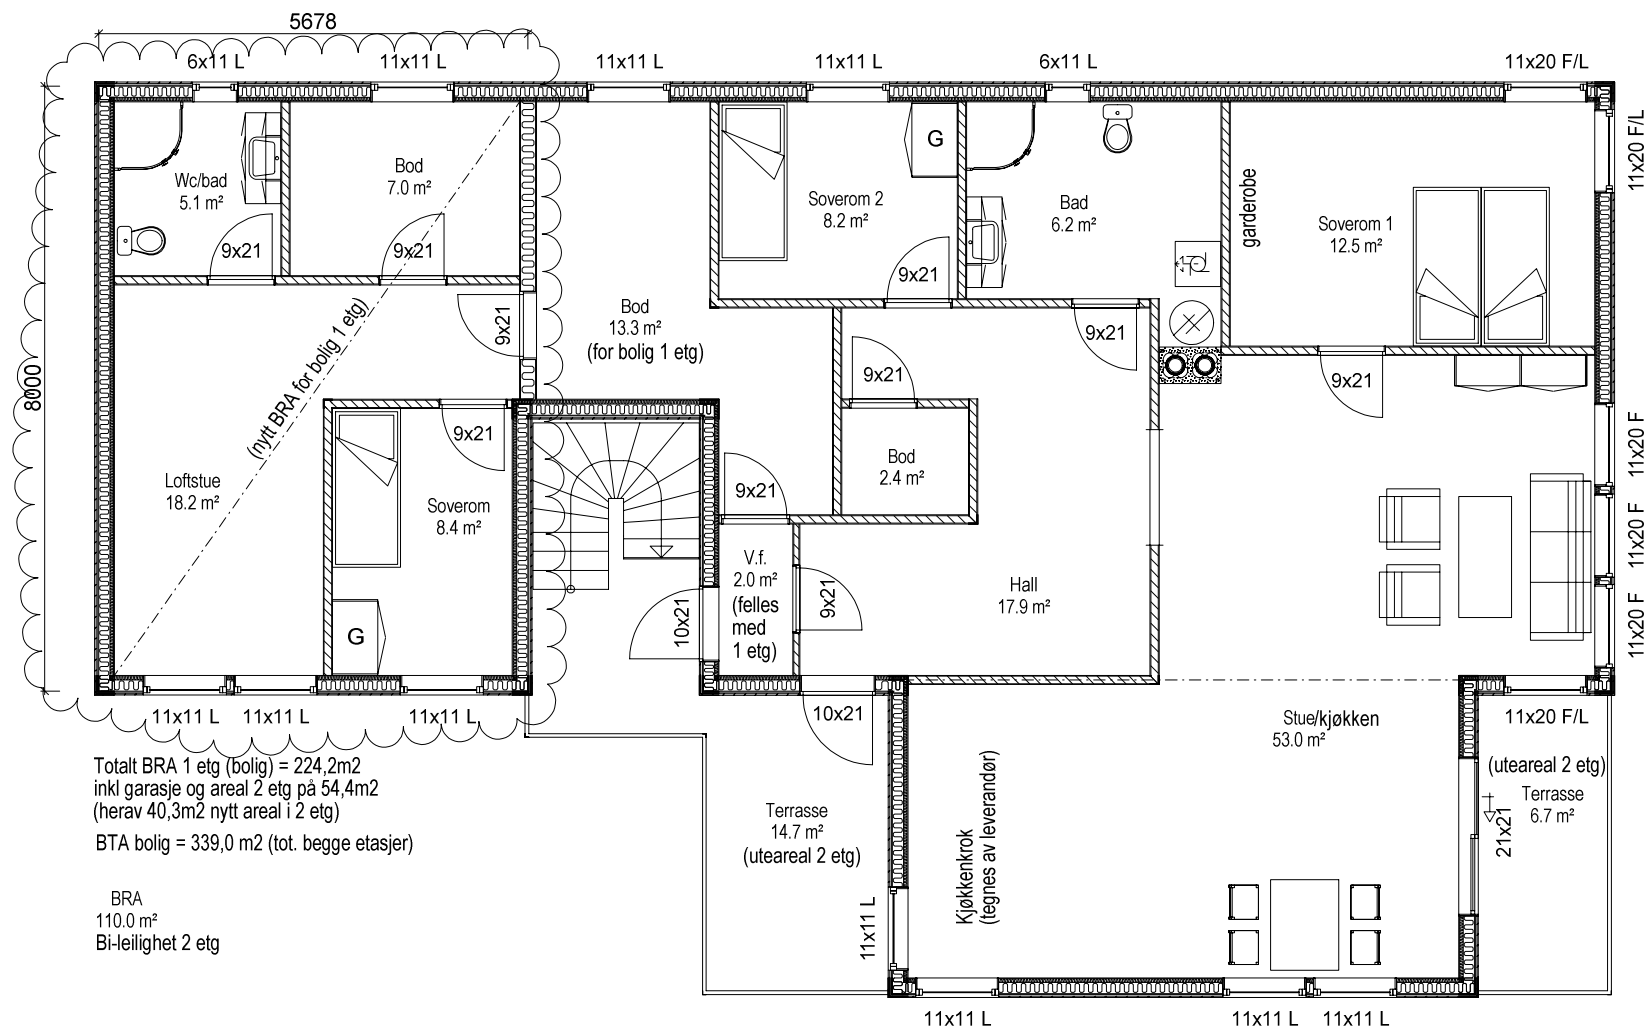 5678
6x11 L
11x11 L
11x11 L
11x11 L
6x11 L
11x20 F/L
11x20 F/L
8000
Wc/bad
5.1 m²
9x21
Bod
7.0 m²
9x21
9x21
(nytt BRA for bolig 1 etg)
Loftstue
18.2 m²
Soverom
8.4 m²
9x21
G
Bod
13.3 m²
(for bolig 1 etg)
9x21
Soverom 2
8.2 m²
G
9x21
Bad
6.2 m²
9x21
garderobe
Soverom 1
12.5 m²
9x21
9x21
Bod
2.4 m²
V.f.
2.0 m²
(felles
med
1 etg)
10x21
9x21
Hall
17.9 m²
11x20 F
11x20 F
11x20 F
11x11 L
11x11 L
11x11 L
10x21
Stue/kjøkken
53.0 m²
11x20 F/L
(uteareal 2 etg)
Terrasse
6.7 m²
21x21
Terrasse
14.7 m²
(uteareal 2 etg)
Kjøkkenkrok
(tegnes av leverandør)
11x11 L
11x11 L
11x11 L
11x11 L
Totalt BRA 1 etg (bolig) = 224,2m2
inkl garasje og areal 2 etg på 54,4m2
(herav 40,3m2 nytt areal i 2 etg)
BTA bolig = 339,0 m2 (tot. begge etasjer)
BRA
110.0 m²
Bi-leilighet 2 etg